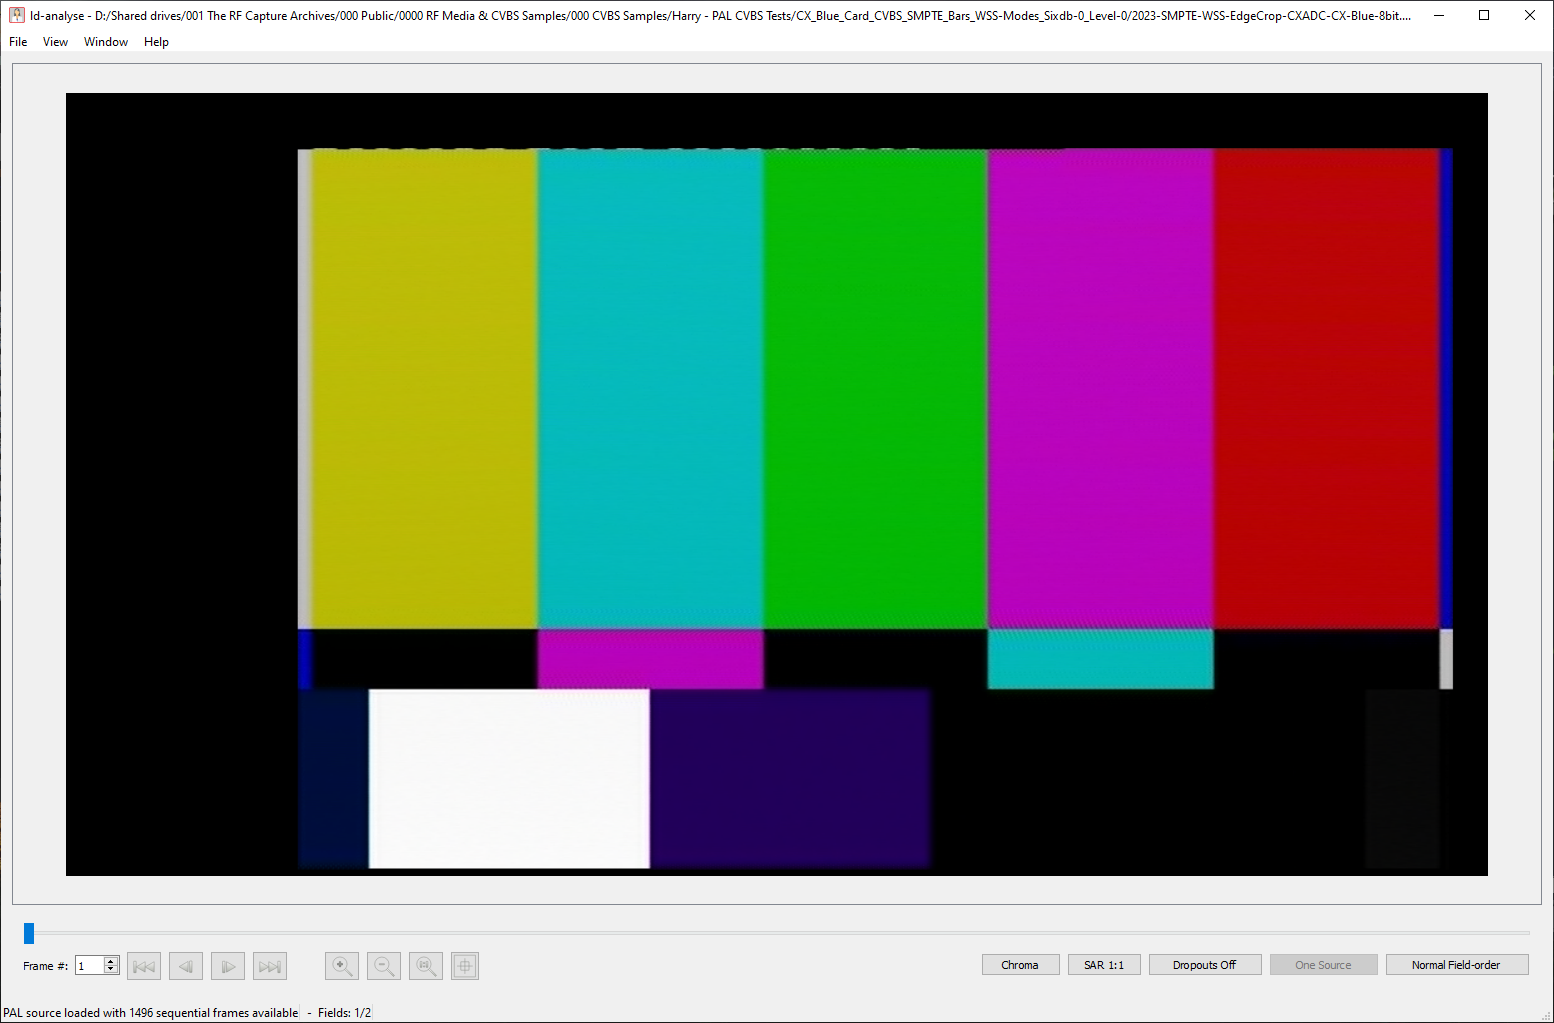 ld-analyse - D:/Shared drives/001 The RF Capture Archives/000 Public/0000 RF Media & CVBS Samples/000 CVBS Samples/Harry - PAL CVBS Tests/CX_Blue_Card_CVBS_SMPTE_Bars_WSS-Modes_Sixdb-0_Level-0/2023-SMPTE-WSS-EdgeCrop-CXADC-CX-Blue-8bit....
File View Window Help
Frame #: 1 Chroma SAR 1:1 Dropouts Off One Source Normal Field-order
PAL source loaded with 1496 sequential frames available - Fields: 1/2